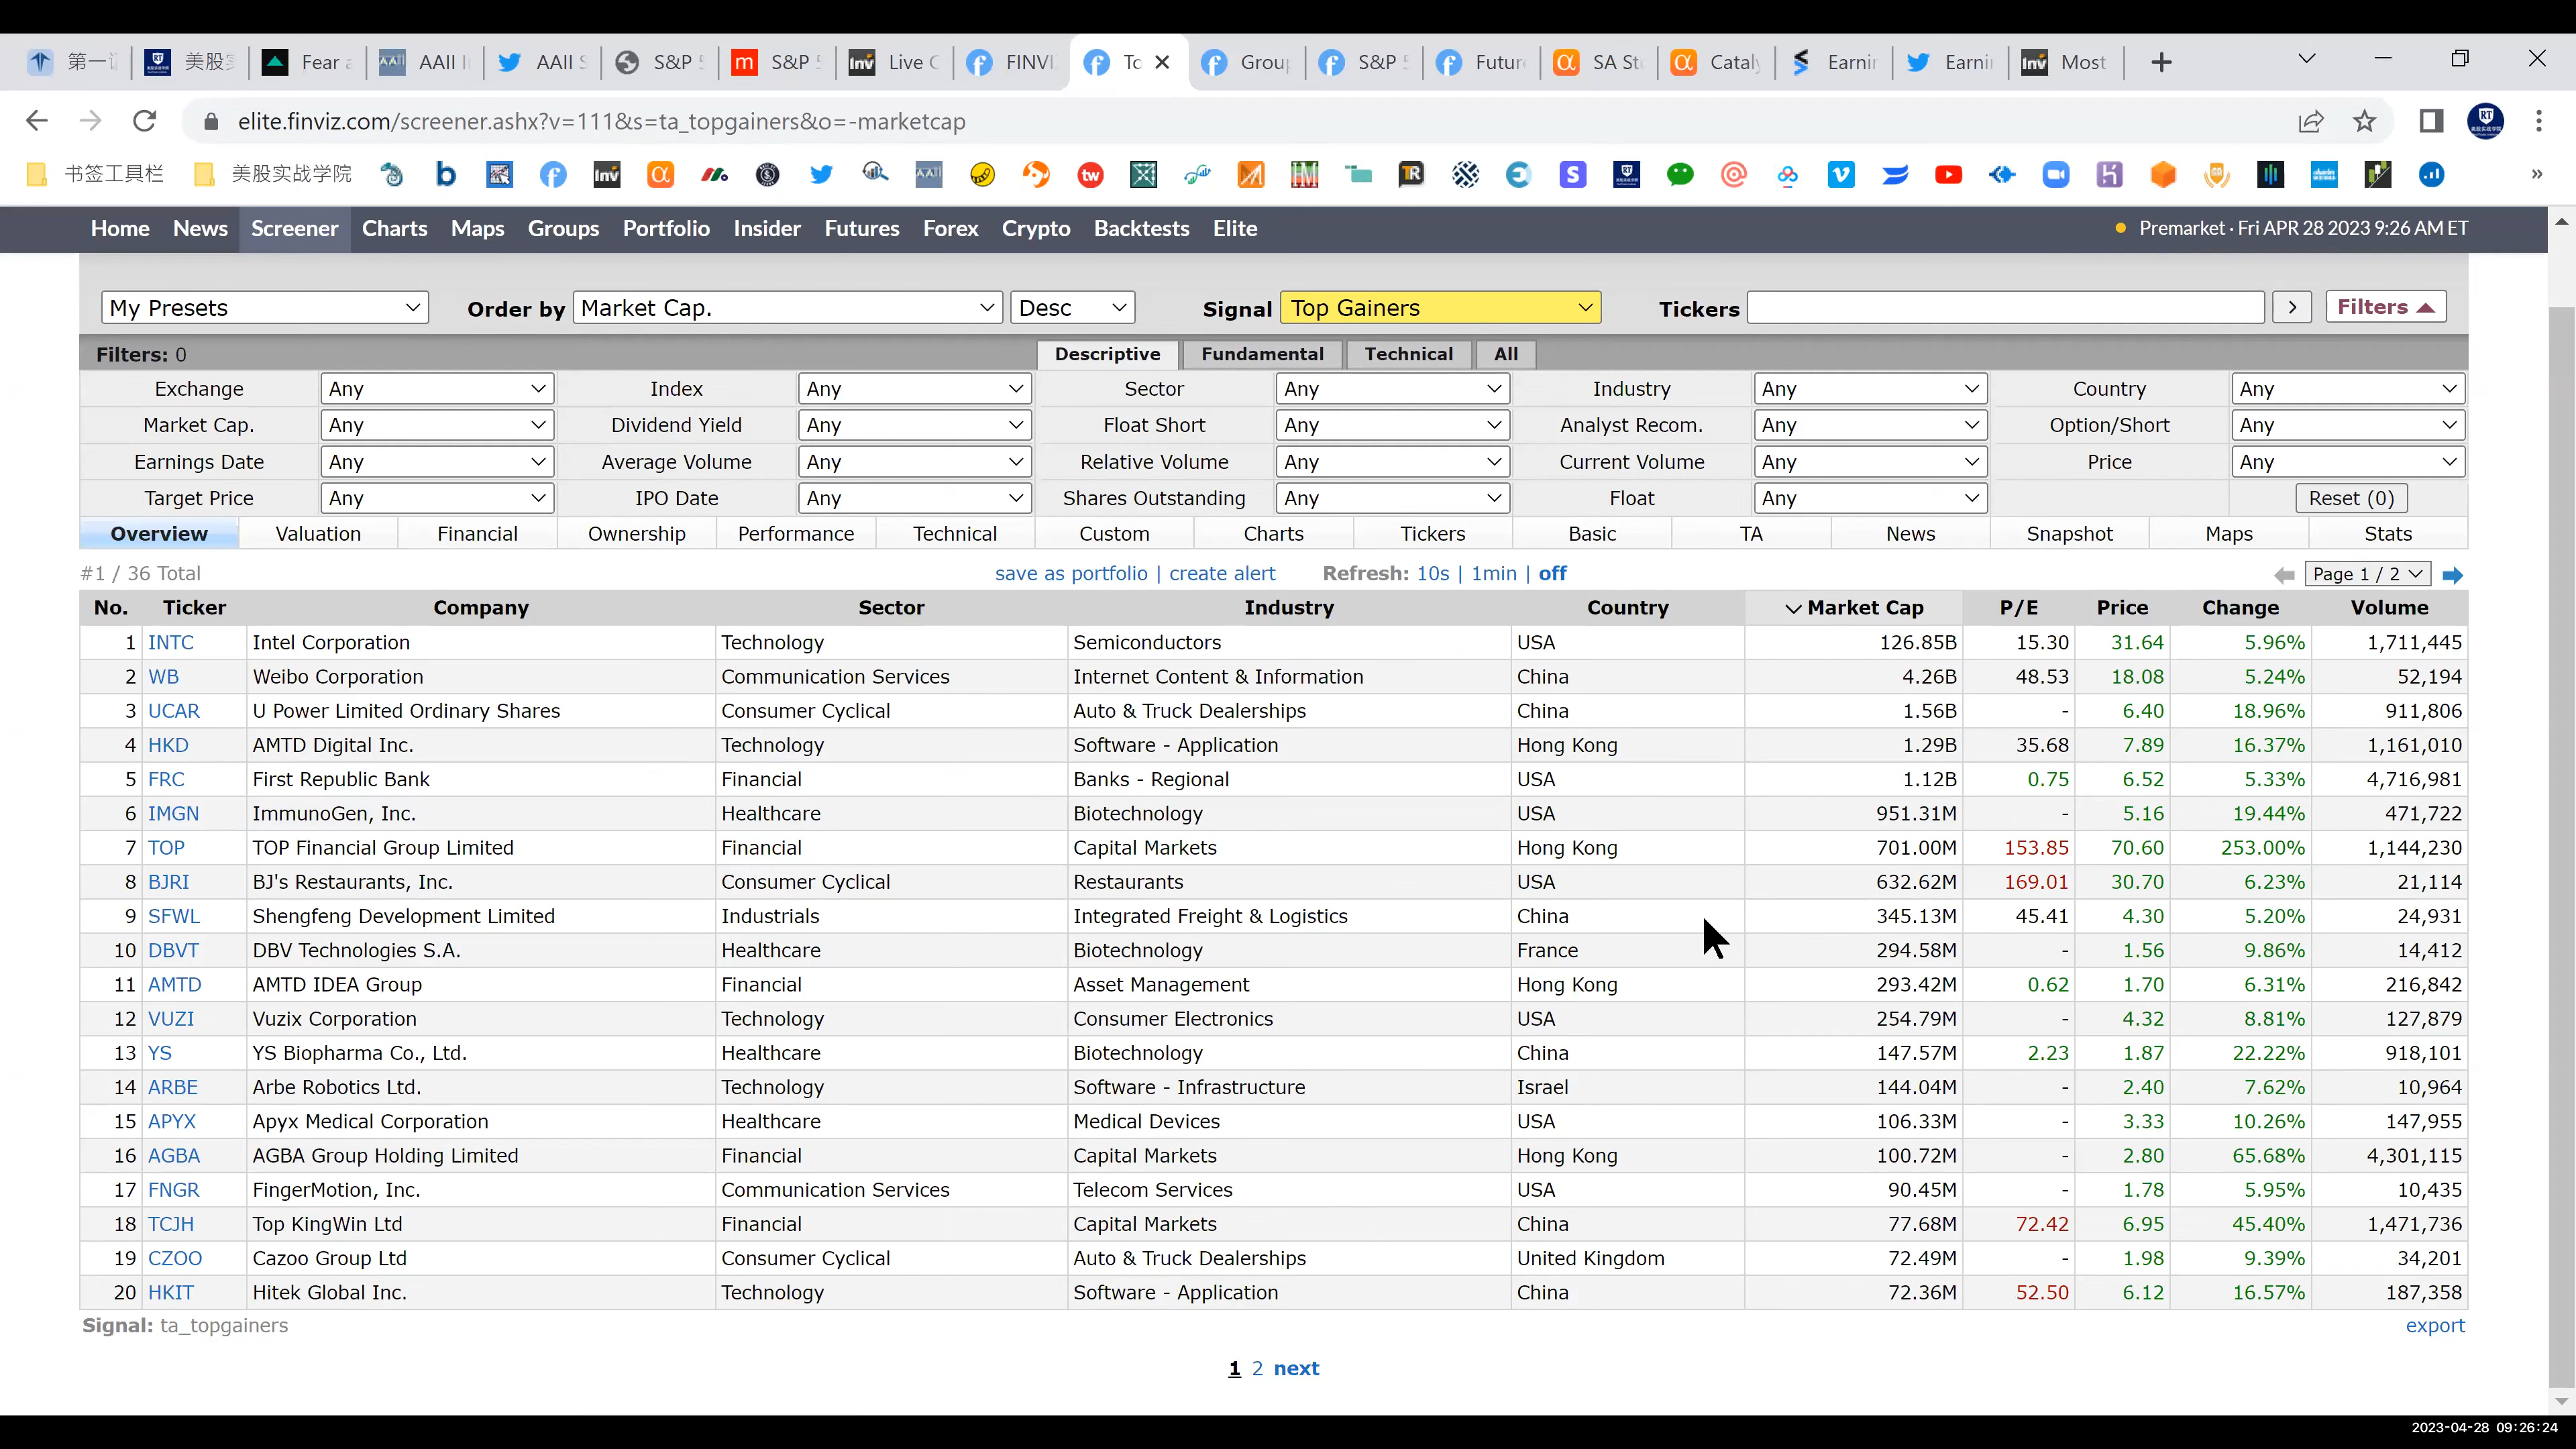 第一 美股 Fear AAII I AAII S S&P 5 S&P 5 Live C FINVI To Grou S&P 5 Futur SA St Cataly Earni Earni Most
elite.finviz.com/screener.ashx?v=111&s=ta_topgainers&o=-marketcap
书签工具栏 美股实战学院
Home News Screener Charts Maps Groups Portfolio Insider Futures Forex Crypto Backtests Elite Premarket · Fri APR 28 2023 9:26 AM ET
My Presets Order by Market Cap. Desc Signal Top Gainers Tickers > Filters
Filters: 0 Descriptive Fundamental Technical All
Exchange Any Index Any Sector Any Industry Any Country Any
Market Cap. Any Dividend Yield Any Float Short Any Analyst Recom. Any Option/Short Any
Earnings Date Any Average Volume Any Relative Volume Any Current Volume Any Price Any
Target Price Any IPO Date Any Shares Outstanding Any Float Any Reset (0)
Overview Valuation Financial Ownership Performance Technical Custom Charts Tickers Basic TA News Snapshot Maps Stats
#1 / 36 Total save as portfolio | create alert Refresh: 10s | 1min | off Page 1 / 2
No. Ticker Company Sector Industry Country Market Cap P/E Price Change Volume
1 INTC Intel Corporation Technology Semiconductors USA 126.85B 15.30 31.64 5.96% 1,711,445
2 WB Weibo Corporation Communication Services Internet Content & Information China 4.26B 48.53 18.08 5.24% 52,194
3 UCAR U Power Limited Ordinary Shares Consumer Cyclical Auto & Truck Dealerships China 1.56B - 6.40 18.96% 911,806
4 HKD AMTD Digital Inc. Technology Software - Application Hong Kong 1.29B 35.68 7.89 16.37% 1,161,010
5 FRC First Republic Bank Financial Banks - Regional USA 1.12B 0.75 6.52 5.33% 4,716,981
6 IMGN ImmunoGen, Inc. Healthcare Biotechnology USA 951.31M - 5.16 19.44% 471,722
7 TOP TOP Financial Group Limited Financial Capital Markets Hong Kong 701.00M 153.85 70.60 253.00% 1,144,230
8 BJRI BJ's Restaurants, Inc. Consumer Cyclical Restaurants USA 632.62M 169.01 30.70 6.23% 21,114
9 SFWL Shengfeng Development Limited Industrials Integrated Freight & Logistics China 345.13M 45.41 4.30 5.20% 24,931
10 DBVT DBV Technologies S.A. Healthcare Biotechnology France 294.58M - 1.56 9.86% 14,412
11 AMTD AMTD IDEA Group Financial Asset Management Hong Kong 293.42M 0.62 1.70 6.31% 216,842
12 VUZI Vuzix Corporation Technology Consumer Electronics USA 254.79M - 4.32 8.81% 127,879
13 YS YS Biopharma Co., Ltd. Healthcare Biotechnology China 147.57M 2.23 1.87 22.22% 918,101
14 ARBE Arbe Robotics Ltd. Technology Software - Infrastructure Israel 144.04M - 2.40 7.62% 10,964
15 APYX Apyx Medical Corporation Healthcare Medical Devices USA 106.33M - 3.33 10.26% 147,955
16 AGBA AGBA Group Holding Limited Financial Capital Markets Hong Kong 100.72M - 2.80 65.68% 4,301,115
17 FNGR FingerMotion, Inc. Communication Services Telecom Services USA 90.45M - 1.78 5.95% 10,435
18 TCJH Top KingWin Ltd Financial Capital Markets China 77.68M 72.42 6.95 45.40% 1,471,736
19 CZOO Cazoo Group Ltd Consumer Cyclical Auto & Truck Dealerships United Kingdom 72.49M - 1.98 9.39% 34,201
20 HKIT Hitek Global Inc. Technology Software - Application China 72.36M 52.50 6.12 16.57% 187,358
Signal: ta_topgainers export
1 2 next
2023-04-28 09:26:24